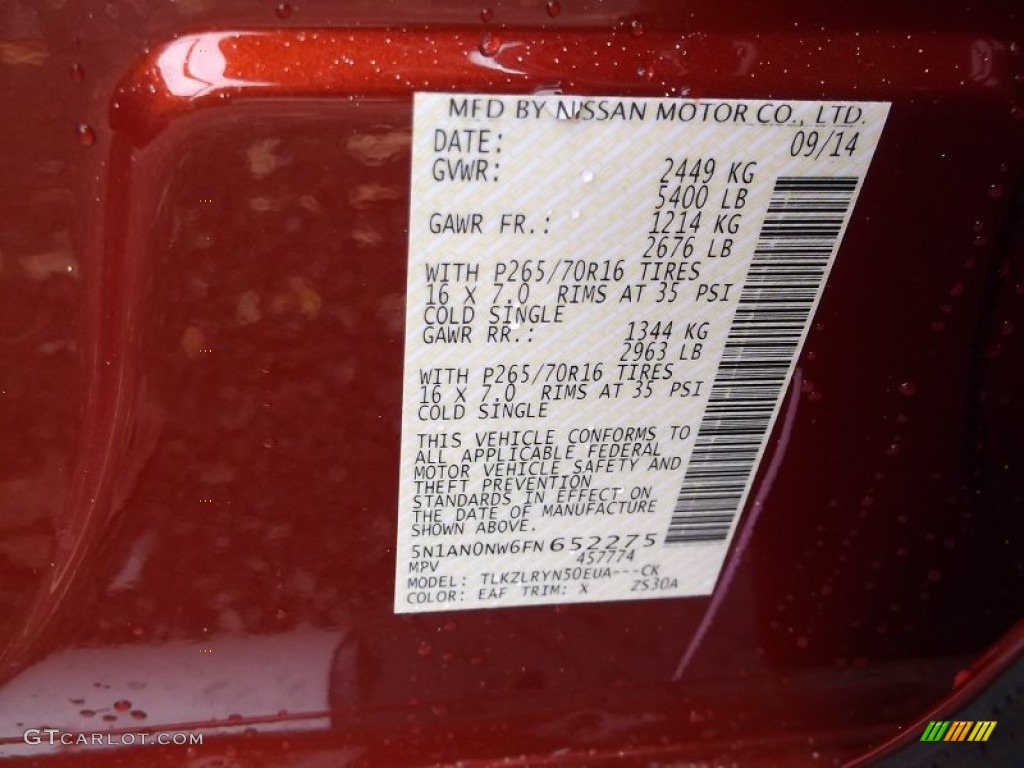 MFD BY NISSAN MOTOR CO., LTD.
DATE: 09/14
GVWR: 2449 KG
5400 LB
GAWR FR.: 1214 KG
2676 LB
WITH P265/70R16 TIRES
16 X 7.0 RIMS AT 35 PSI
COLD SINGLE
GAWR RR.: 1344 KG
2963 LB
WITH P265/70R16 TIRES
16 X 7.0 RIMS AT 35 PSI
COLD SINGLE
THIS VEHICLE CONFORMS TO
ALL APPLICABLE FEDERAL
MOTOR VEHICLE SAFETY AND
THEFT PREVENTION
STANDARDS IN EFFECT ON
THE DATE OF MANUFACTURE
SHOWN ABOVE.
5N1AN0NW6FN652275
MPV 457774
MODEL: TLKZLRYN50EUA---CK
COLOR: EAF TRIM: X ZS30A
GTCARLOT.COM